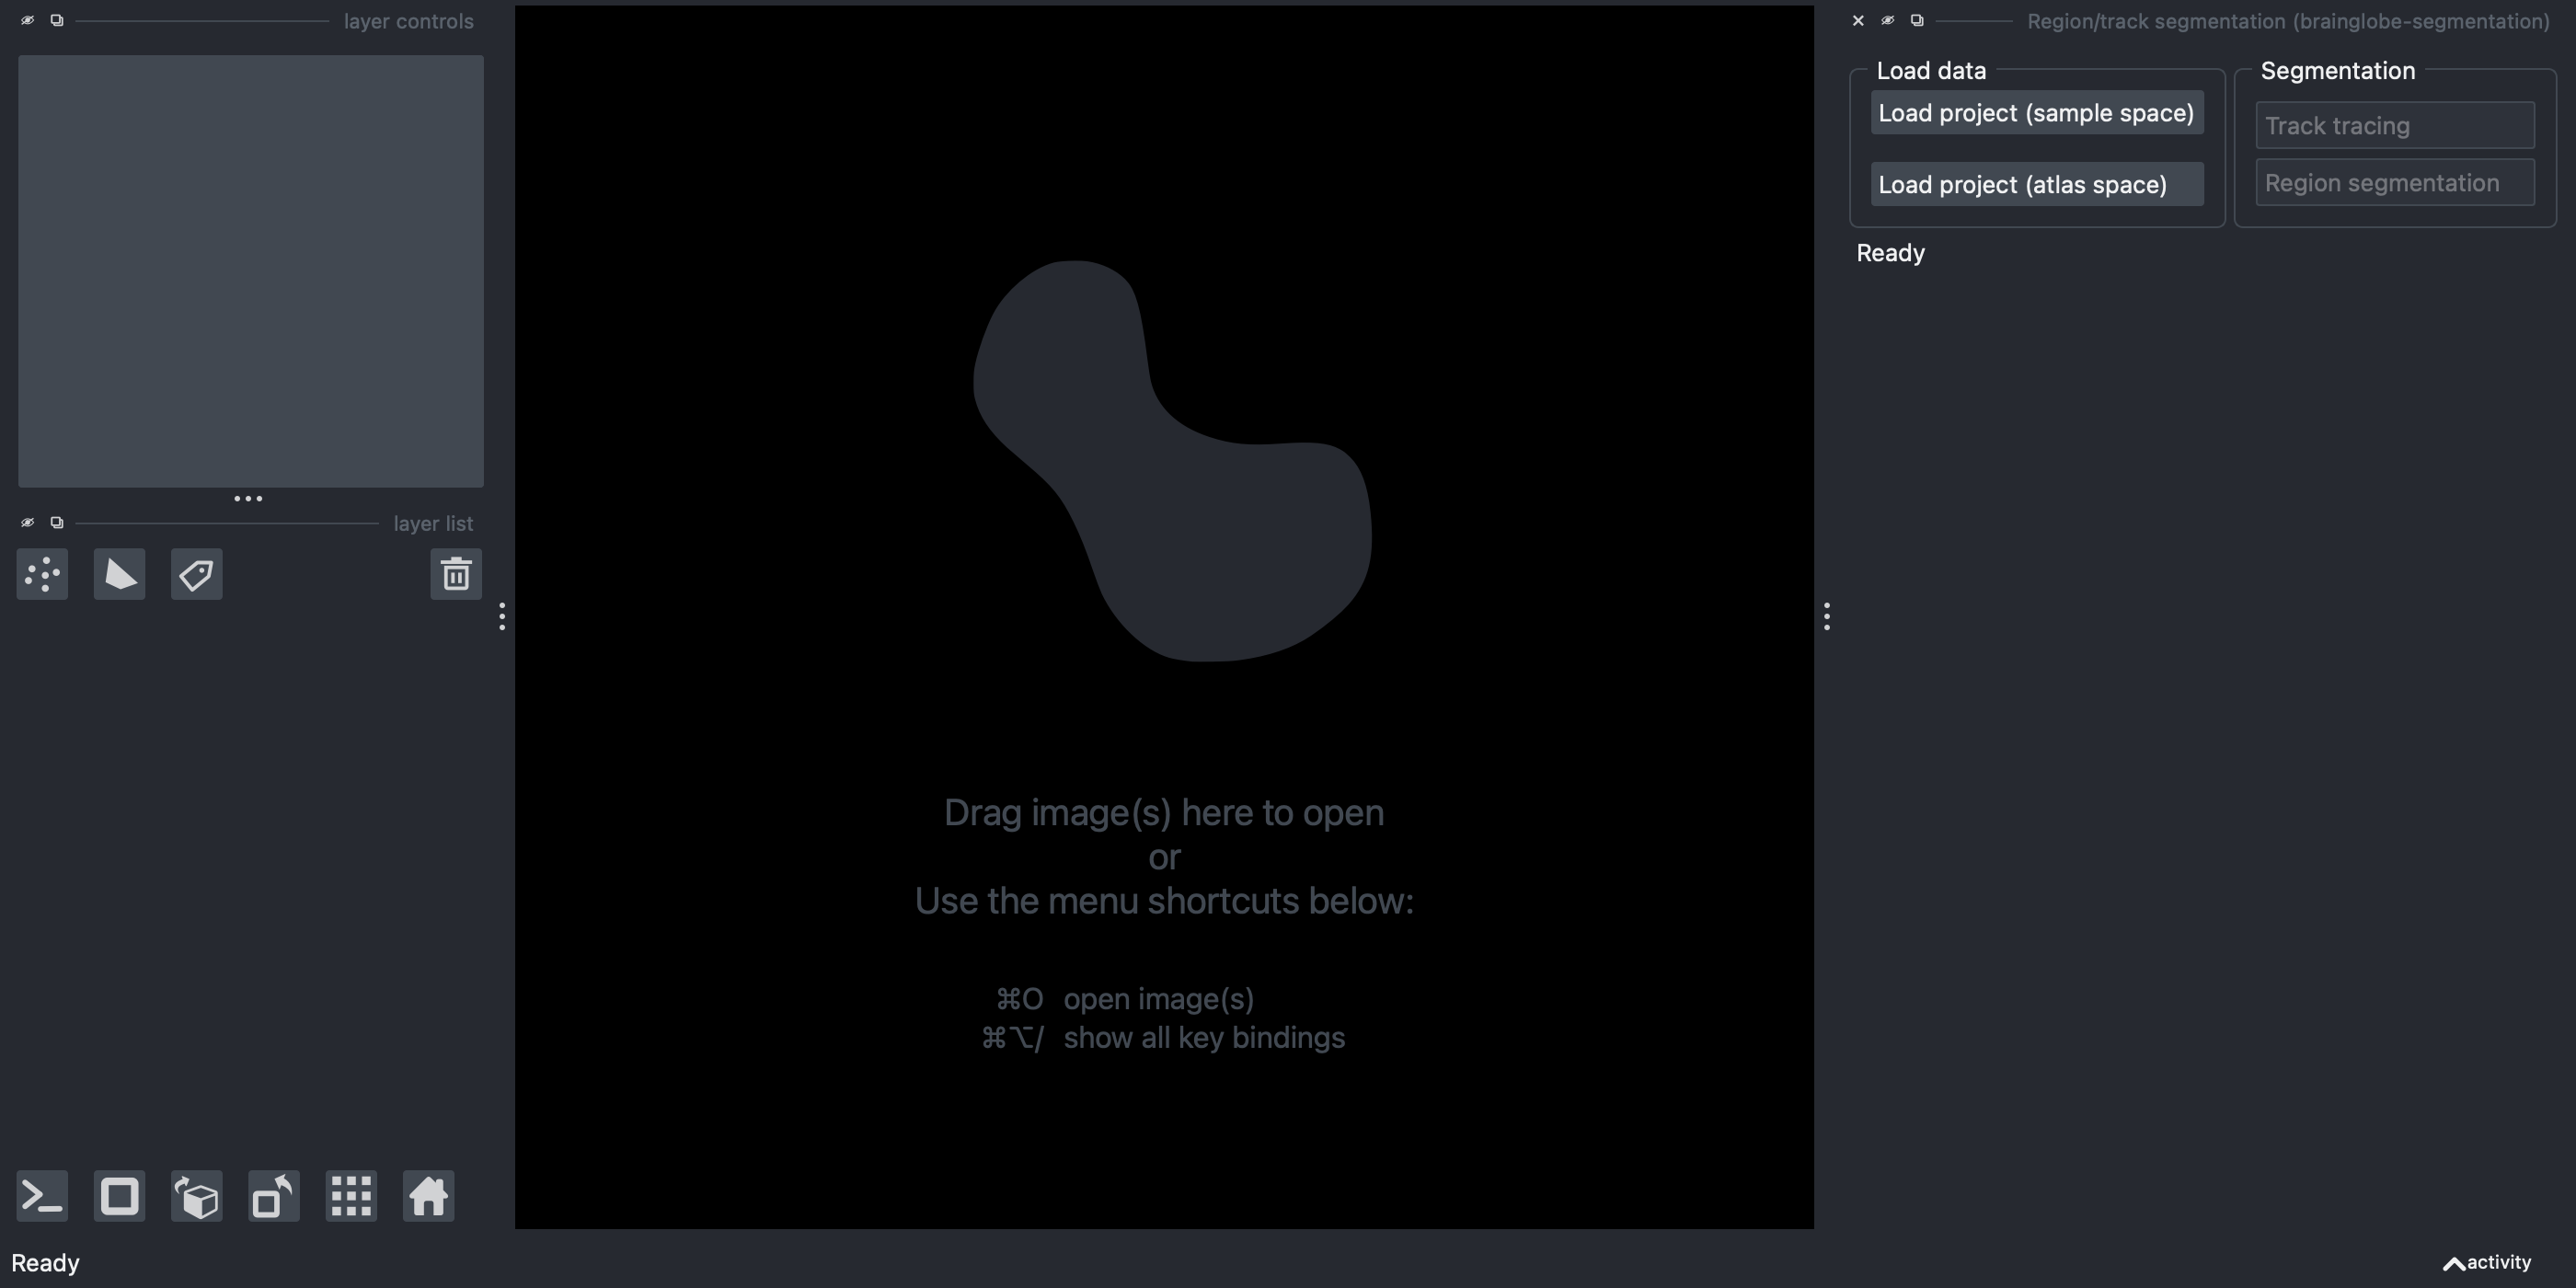 layer controls
layer list
Ready
Drag image(s) here to open
or
Use the menu shortcuts below:
⌘O open image(s)
⌘⌥/ show all key bindings
Region/track segmentation (brainglobe-segmentation)
Load data
Load project (sample space)
Load project (atlas space)
Segmentation
Track tracing
Region segmentation
Ready
activity